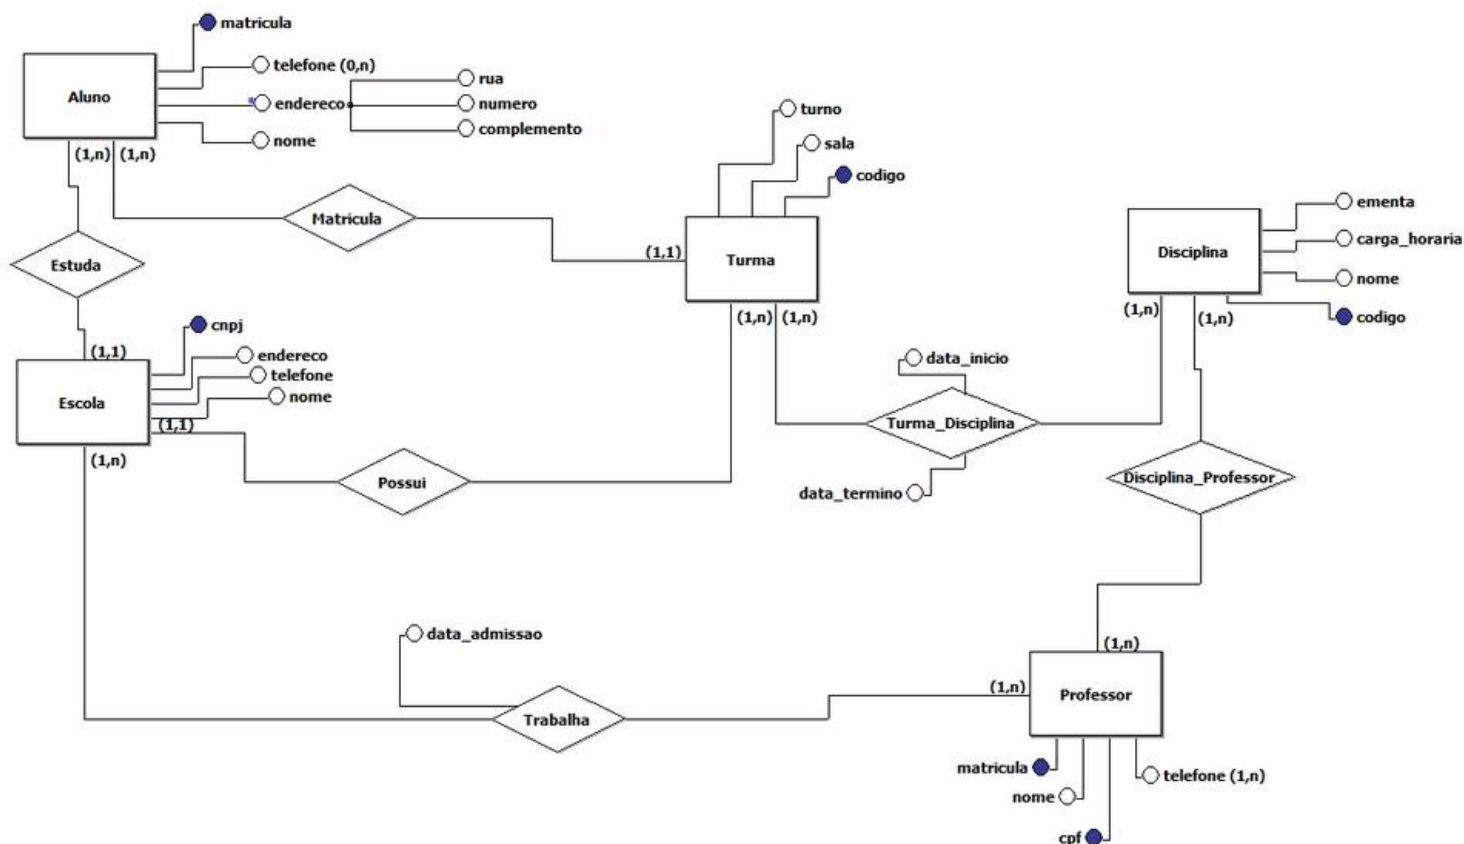 matricula
telefone (0,n)
Aluno
endereco
rua
numero
complemento
nome
(1,n)
(1,n)
Matricula
Estuda
turno
sala
codigo
(1,1)
Turma
(1,n)
(1,n)
ementa
carga_horaria
Disciplina
nome
codigo
(1,n)
(1,n)
cnpj
(1,1)
endereco
telefone
nome
Escola
(1,1)
(1,n)
Possui
data_inicio
Turma_Disciplina
data_termino
Disciplina_Professor
data_admissao
Trabalha
(1,n)
(1,n)
Professor
matricula
telefone (1,n)
nome
cpf